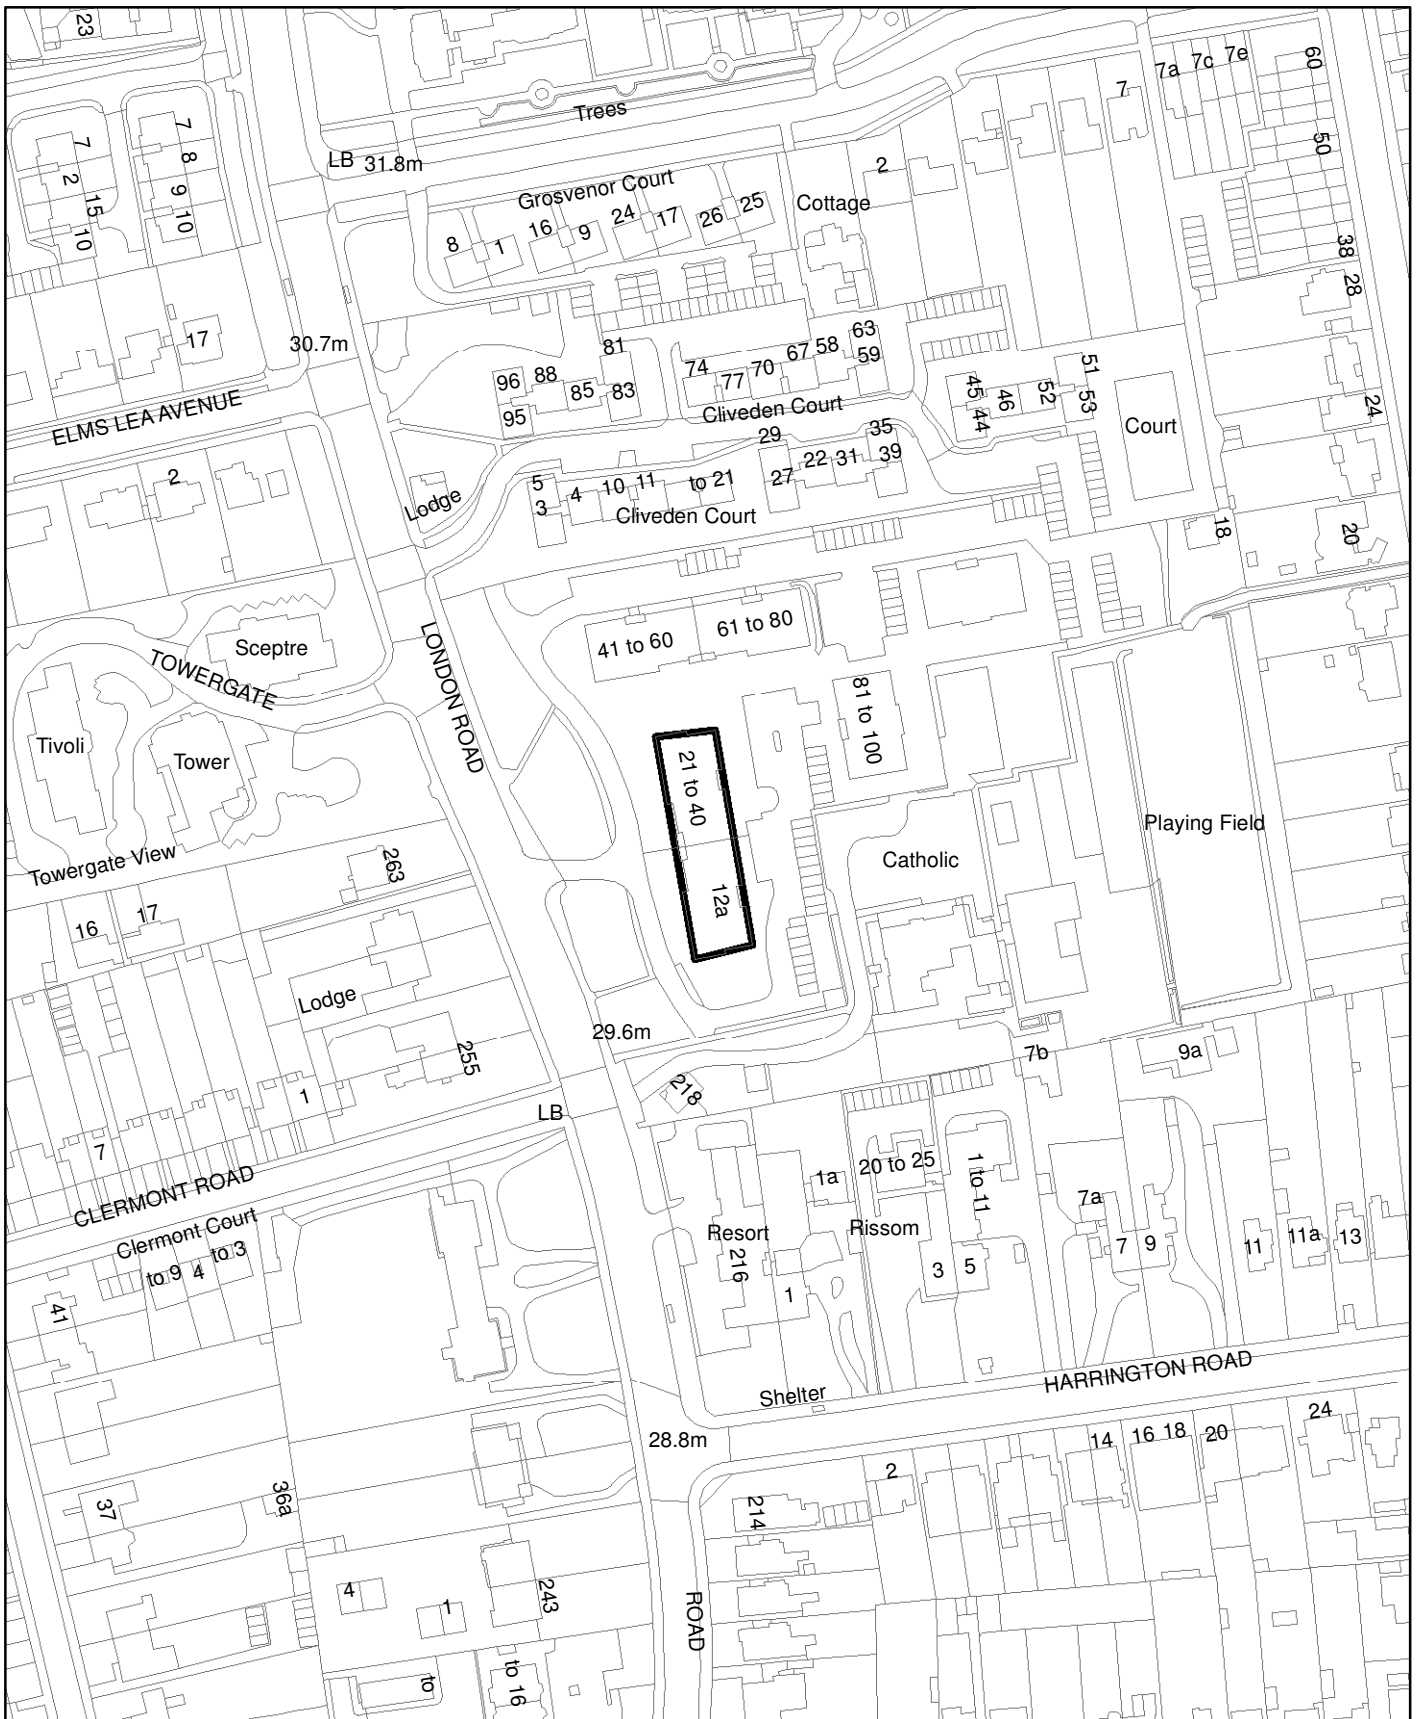 23
Trees
7
7a
7c
7e
60
50
38
28
24
LB
31.8m
7
2
15
10
7
8
9
10
17
Grosvenor Court
8
1
16
9
24
17
26
25
Cottage
2
30.7m
ELMS LEA AVENUE
81
96
88
85
83
95
74
77
70
67
58
63
59
Cliveden Court
45
44
46
52
51
53
Court
2
Lodge
5
3
4
10
11
to 21
29
27
22
31
35
39
Cliveden Court
18
20
Sceptre
TOWERGATE
LONDON ROAD
41 to 60
61 to 80
81 to 100
Tivoli
Tower
21 to 40
12a
Playing Field
Catholic
Towergate View
263
16
17
Lodge
255
29.6m
218
7b
9a
1
LB
7
CLERMONT ROAD
Clermont Court
to 9
4
to 3
41
1a
20 to 25
1 to 11
7a
Resort
216
Rissom
1
3
5
7
9
11
11a
13
Shelter
HARRINGTON ROAD
28.8m
2
14
16
18
20
24
37
36a
214
4
1
243
ROAD
to
to 16